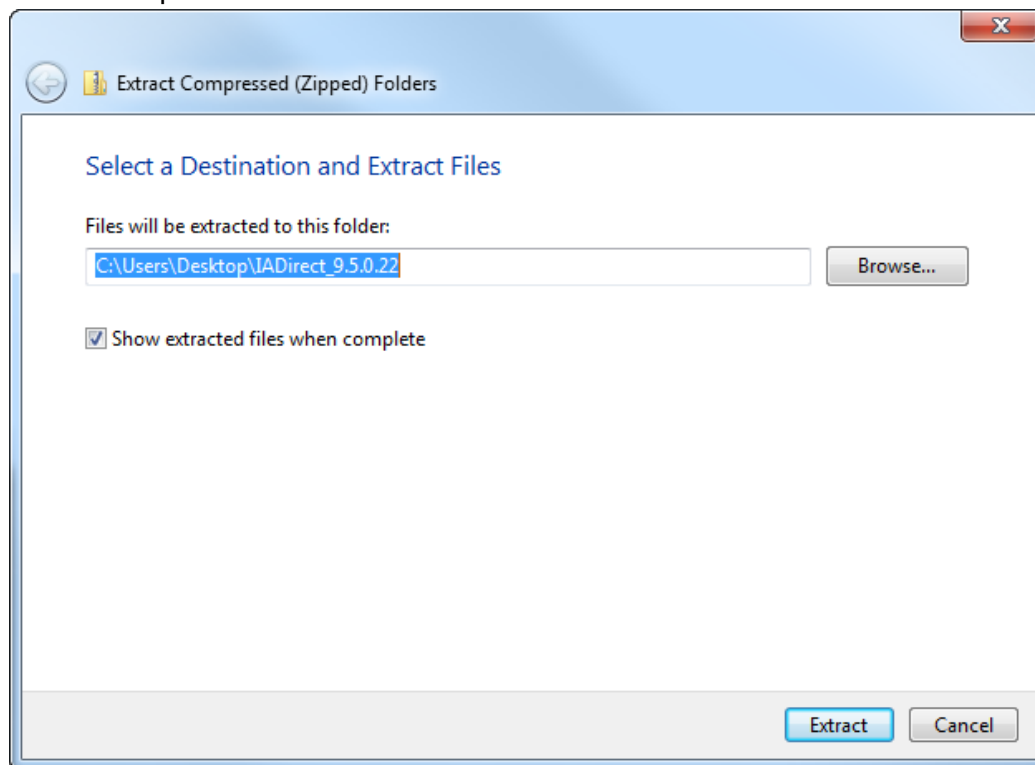 Extract Compressed (Zipped) Folders
Select a Destination and Extract Files
Files will be extracted to this folder:
C:\Users\Desktop\IADirect_9.5.0.22
Browse...
Show extracted files when complete
Extract
Cancel